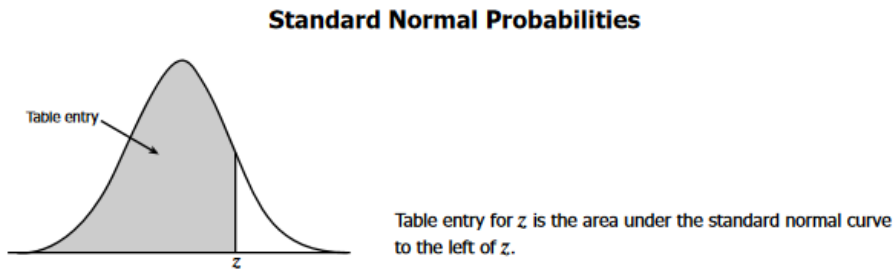 Standard Normal Probabilities
Table entry
Table entry for z is the area under the standard normal curve
to the left of z.
z